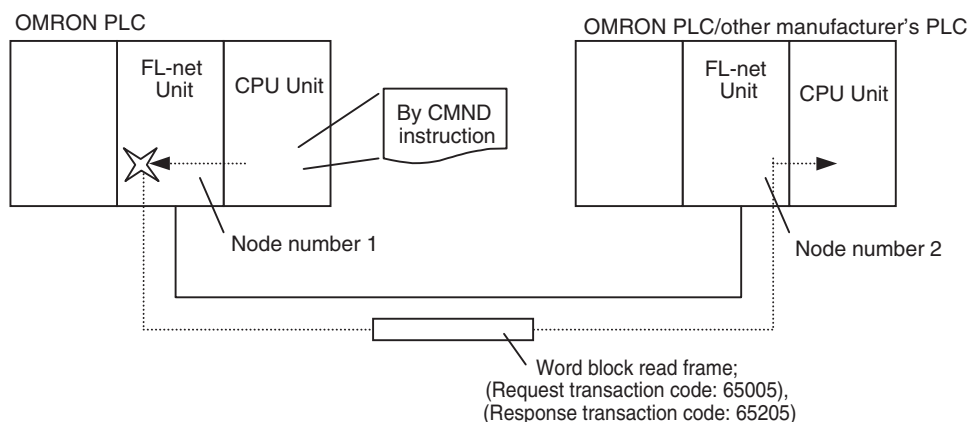 OMRON PLC
OMRON PLC/other manufacturer's PLC
FL-net
Unit
CPU Unit
By CMND
instruction
FL-net
Unit
CPU Unit
Node number 1
Node number 2
Word block read frame;
(Request transaction code: 65005),
(Response transaction code: 65205)